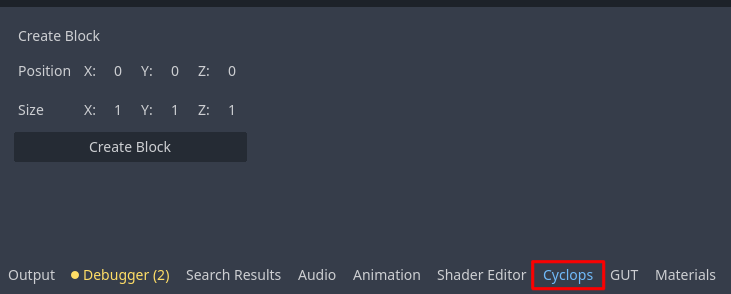 Create Block
Position X: 0 Y: 0 Z: 0
Size X: 1 Y: 1 Z: 1
Create Block
Output Debugger (2) Search Results Audio Animation Shader Editor Cyclops GUT Materials